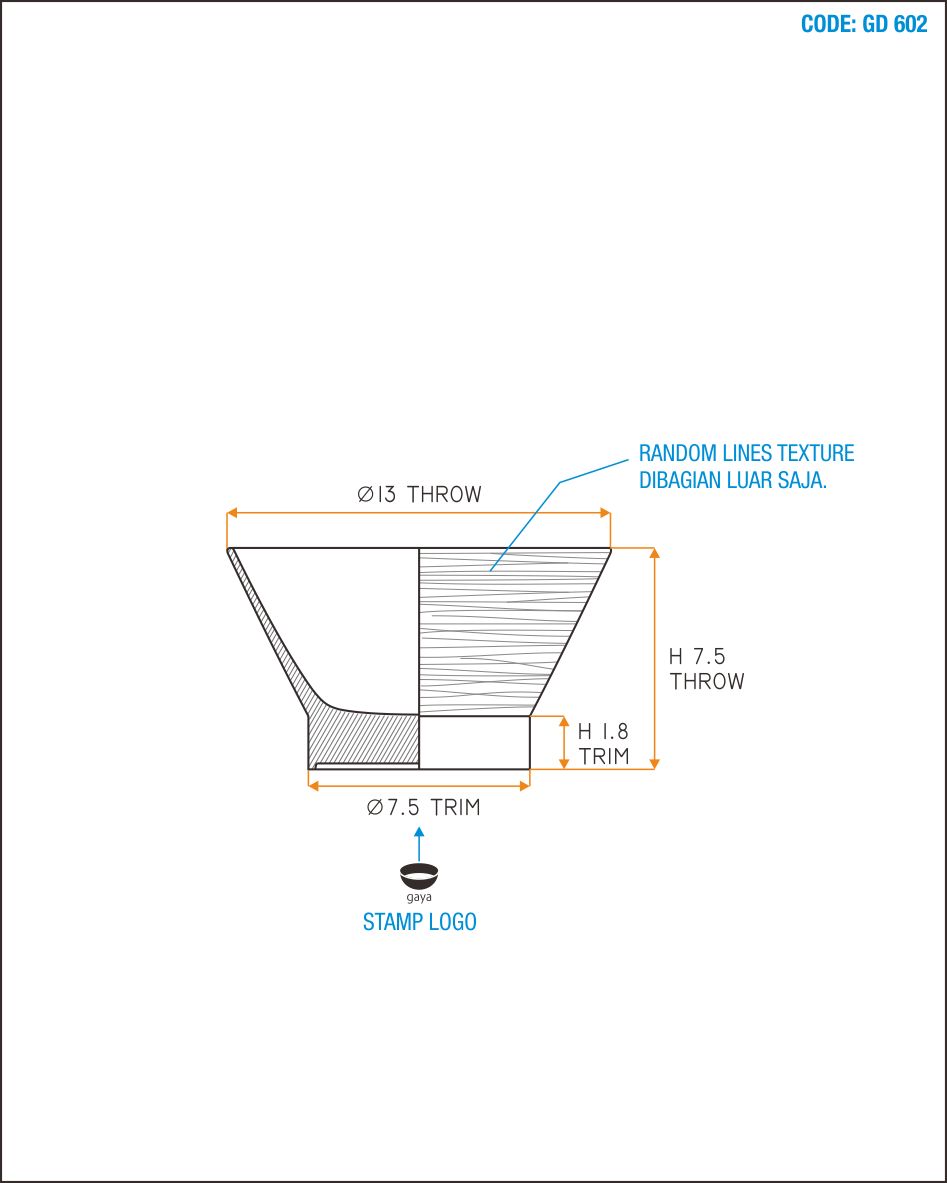 CODE: GD 602
RANDOM LINES TEXTURE
DIBAGIAN LUAR SAJA.
Ø13 THROW
H 7.5
THROW
H 1.8
TRIM
Ø7.5 TRIM
gaya
STAMP LOGO